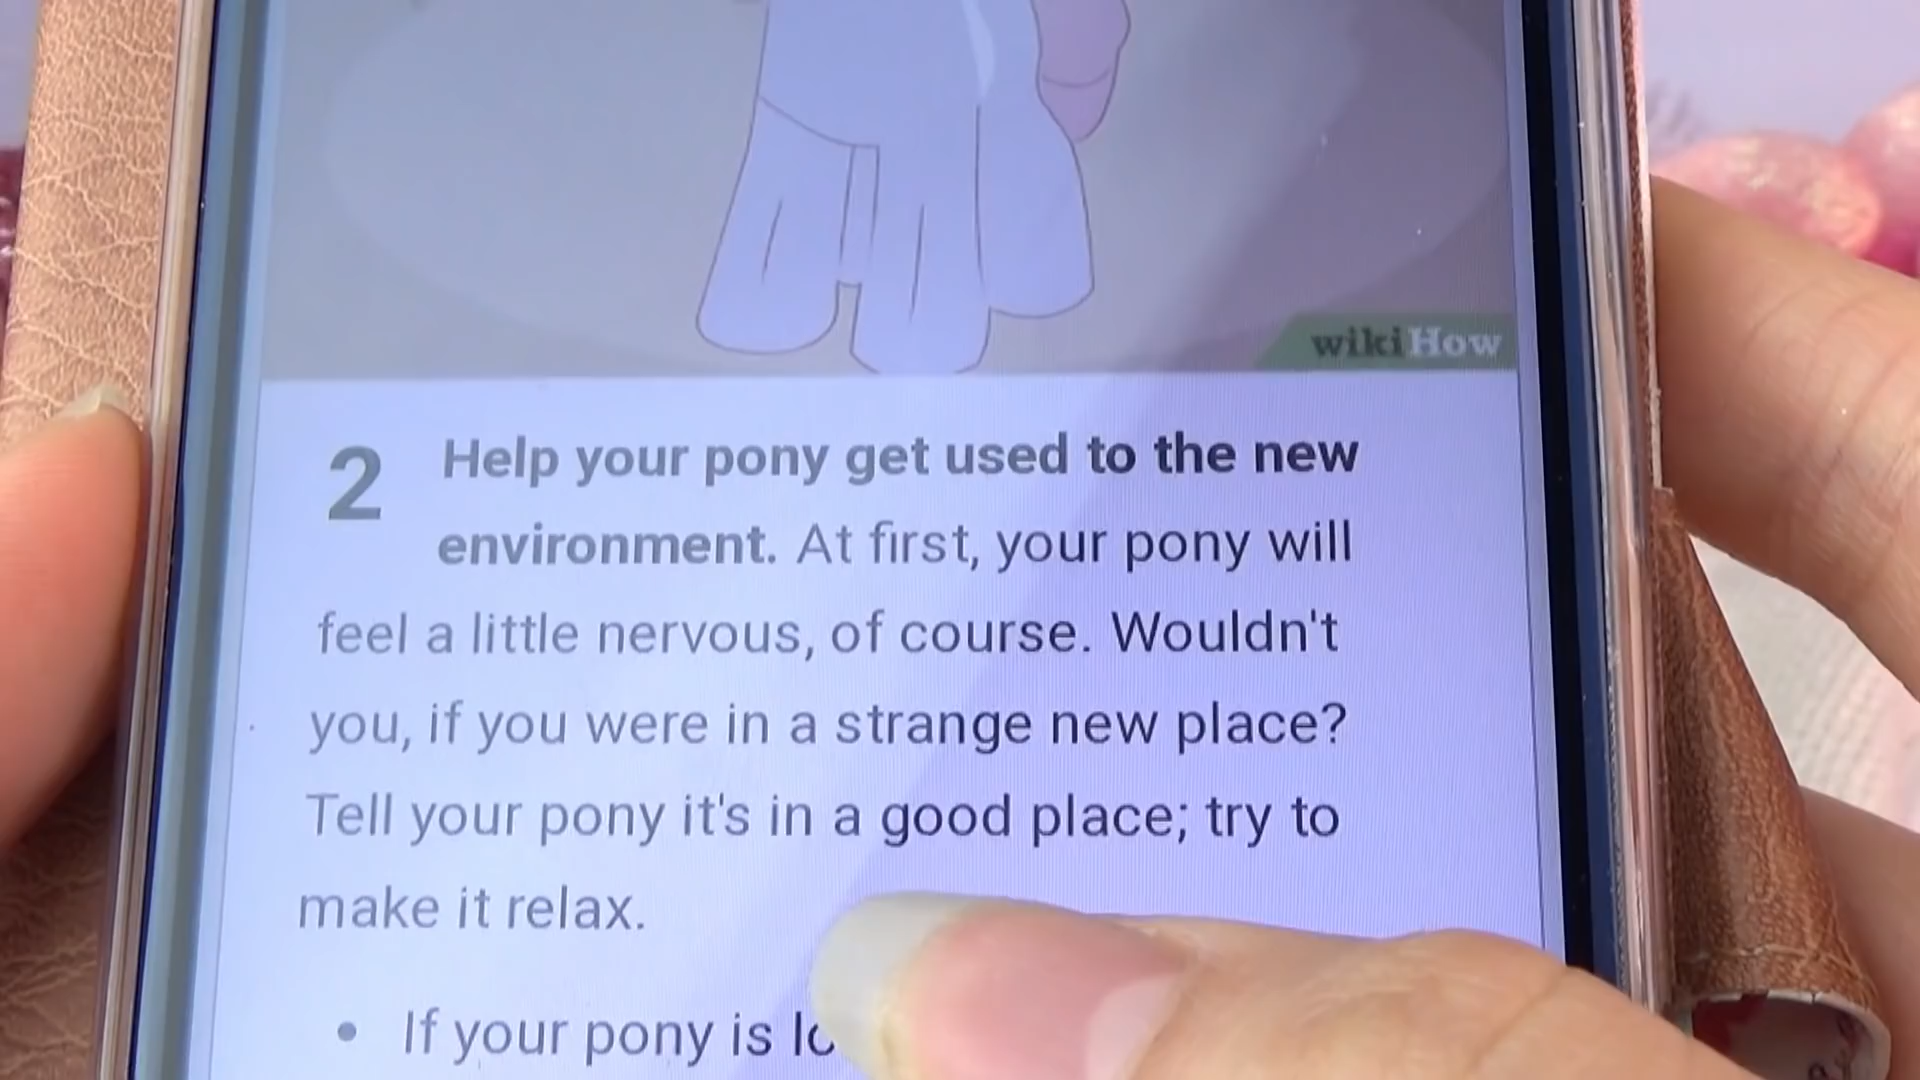 wikiHow
2 Help your pony get used to the new
environment. At first, your pony will
feel a little nervous, of course. Wouldn't
you, if you were in a strange new place?
Tell your pony it's in a good place; try to
make it relax.
• If your pony is